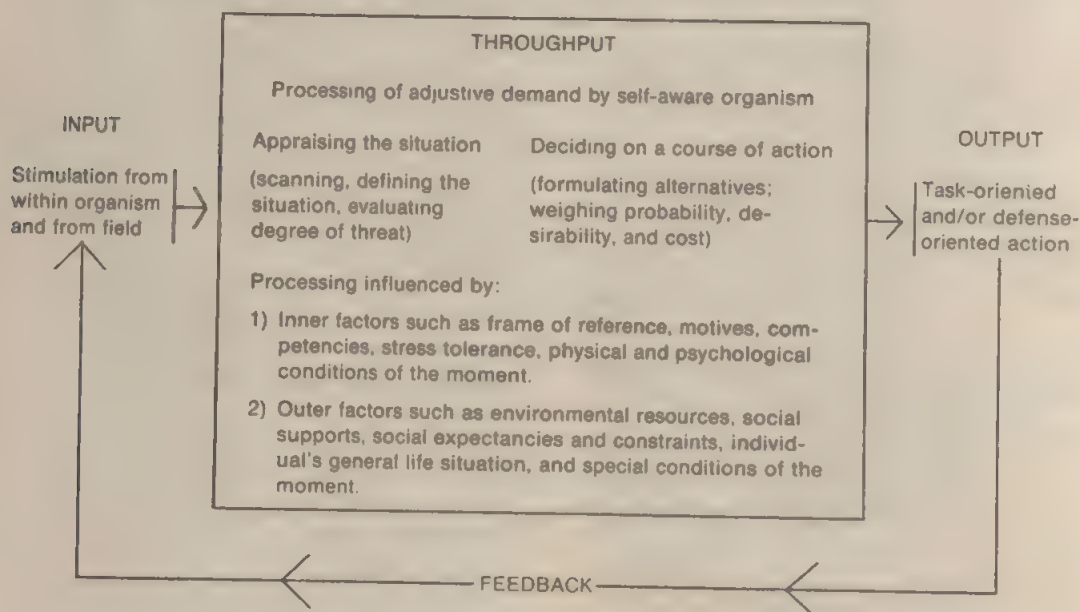 THROUGHPUT
Processing of adjustive demand by self-aware organism
INPUT
Stimulation from
within organism
and from field
Appraising the situation
(scanning, defining the
situation, evaluating
degree of threat)
Deciding on a course of action
(formulating alternatives;
weighing probability, de-
sirability, and cost)
Processing influenced by:
1) Inner factors such as frame of reference, motives, com-
petencies, stress tolerance, physical and psychological
conditions of the moment.
2) Outer factors such as environmental resources, social
supports, social expectancies and constraints, individ-
ual's general life situation, and special conditions of the
moment.
OUTPUT
Task-oriented
and/or defense-
oriented action
FEEDBACK